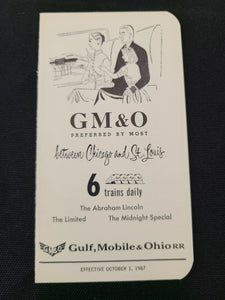 GM&O
PREFERRED BY MOST
between Chicago and St. Louis
6 trains daily
The Abraham Lincoln
The Limited The Midnight Special
GM&O Gulf, Mobile & Ohio RR
EFFECTIVE OCTOBER 1, 1967